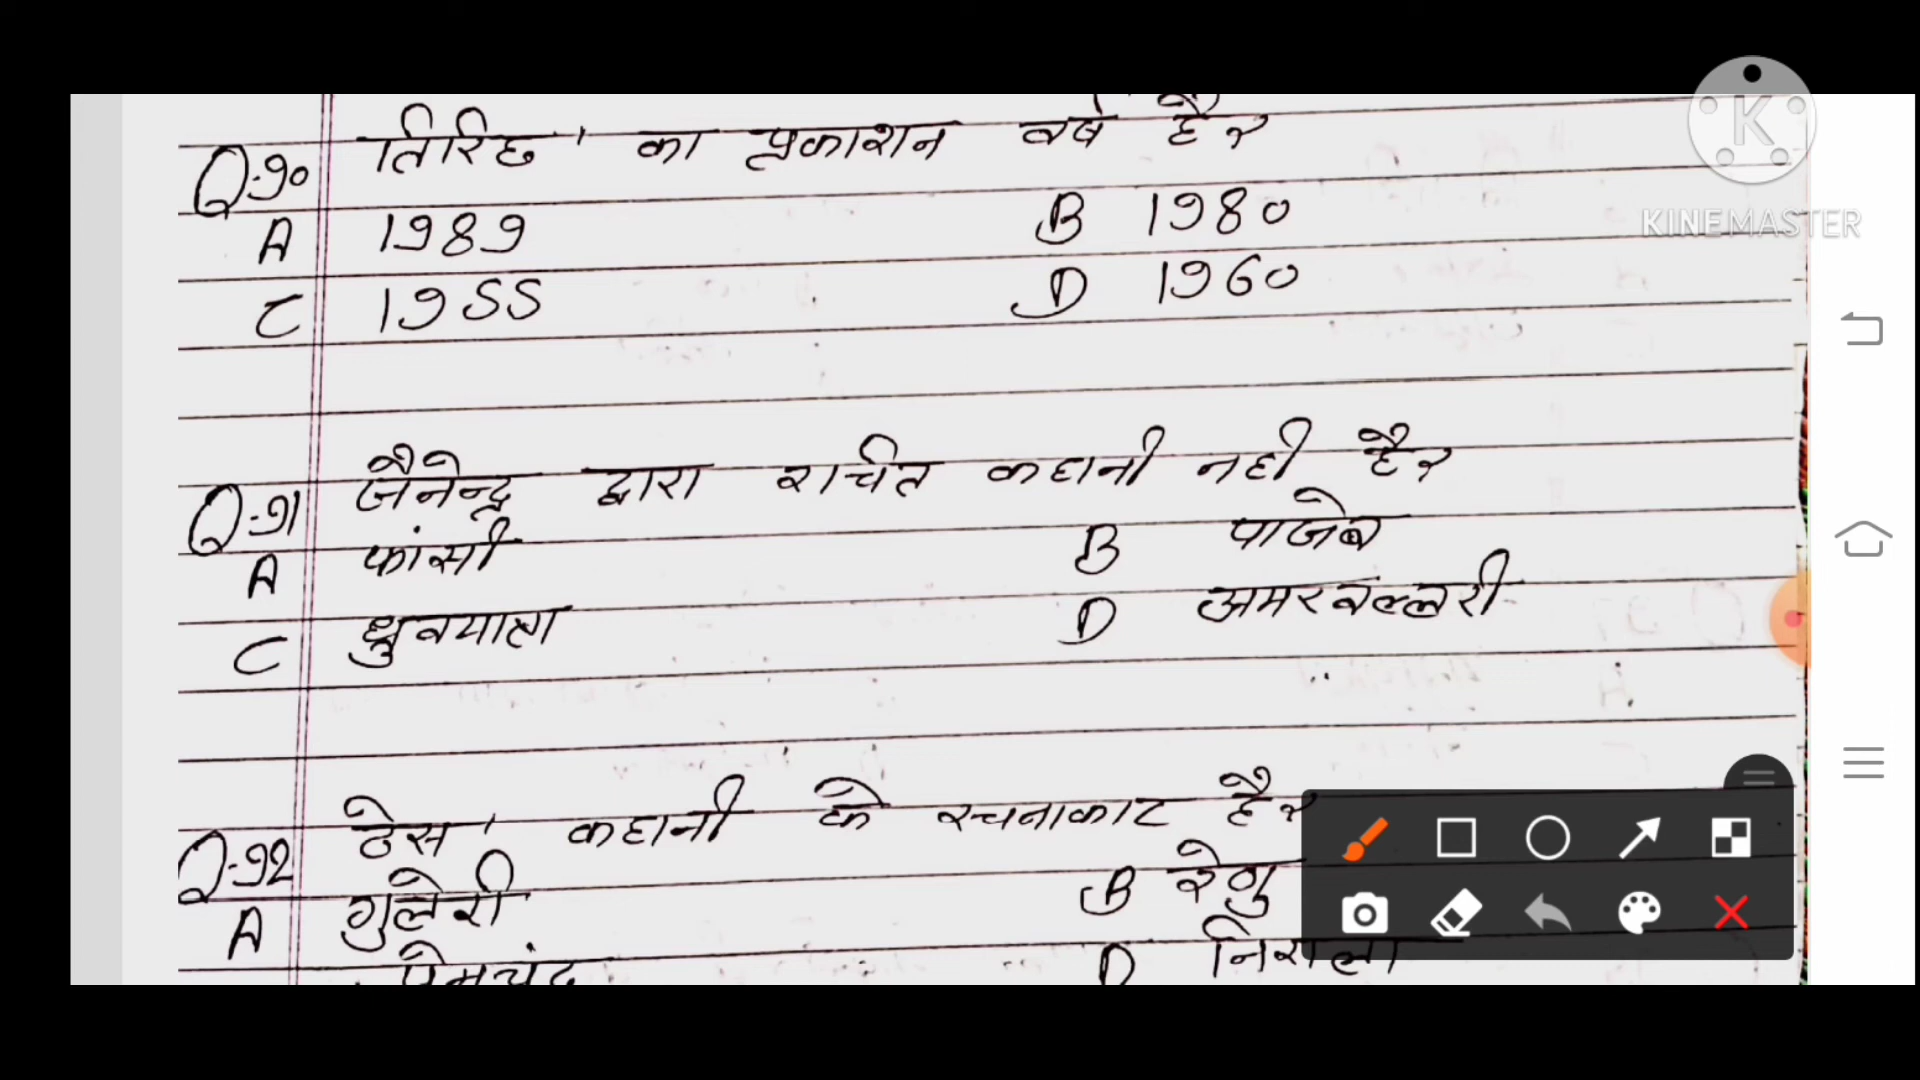 Q.90 तिरिछ' का प्रकाशन वर्ष है?
A 1989 B 1980
C 1955 D 1960
Q.91 जैनेन्द्र द्वारा रचित कहानी नही है?
A फांसी B पाजेब
C ध्रुवयात्रा D अमरवल्लरी
Q.92 ठेस' कहानी के रचनाकार है?
A गुलेरी B रेणु
प्रेमचंद D निराला
K
KINEMASTER